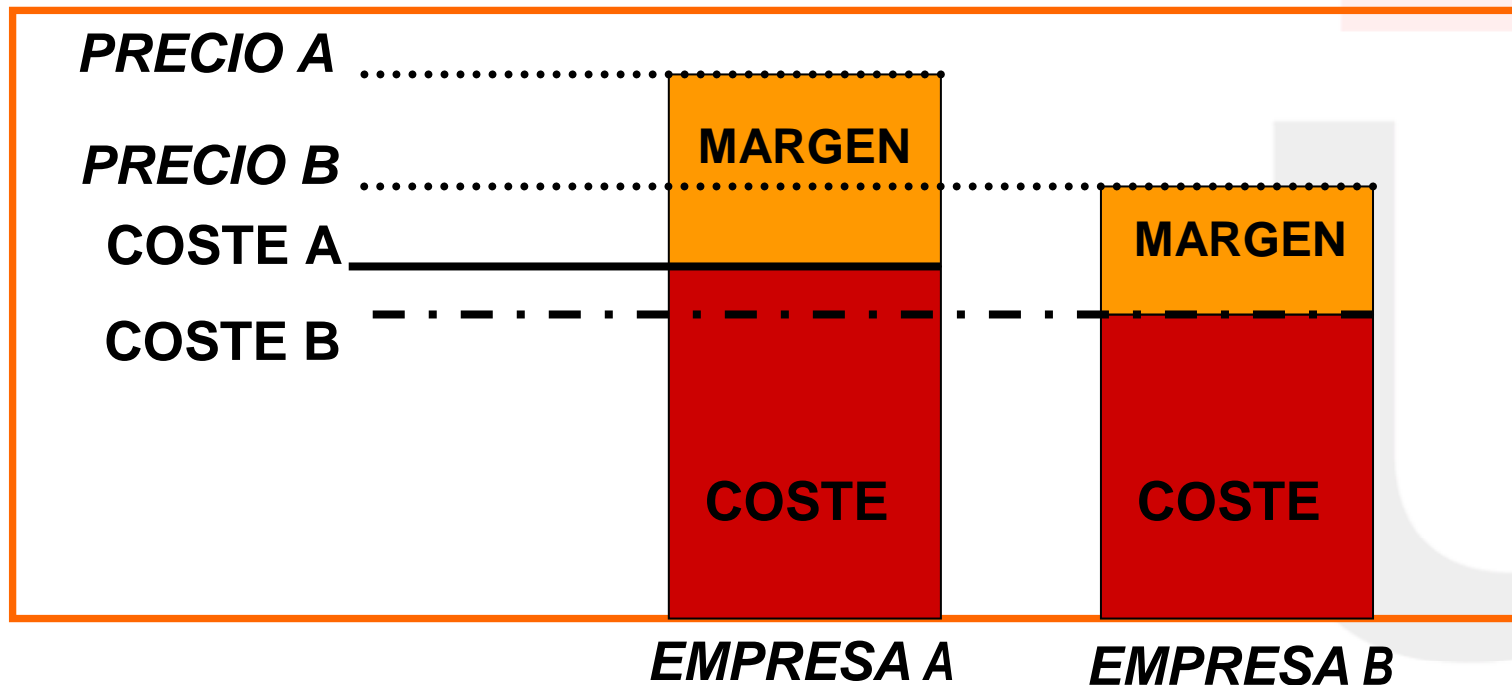 PRECIO A
MARGEN
PRECIO B
COSTE A
MARGEN
COSTE B
COSTE
COSTE
EMPRESA A
EMPRESA B